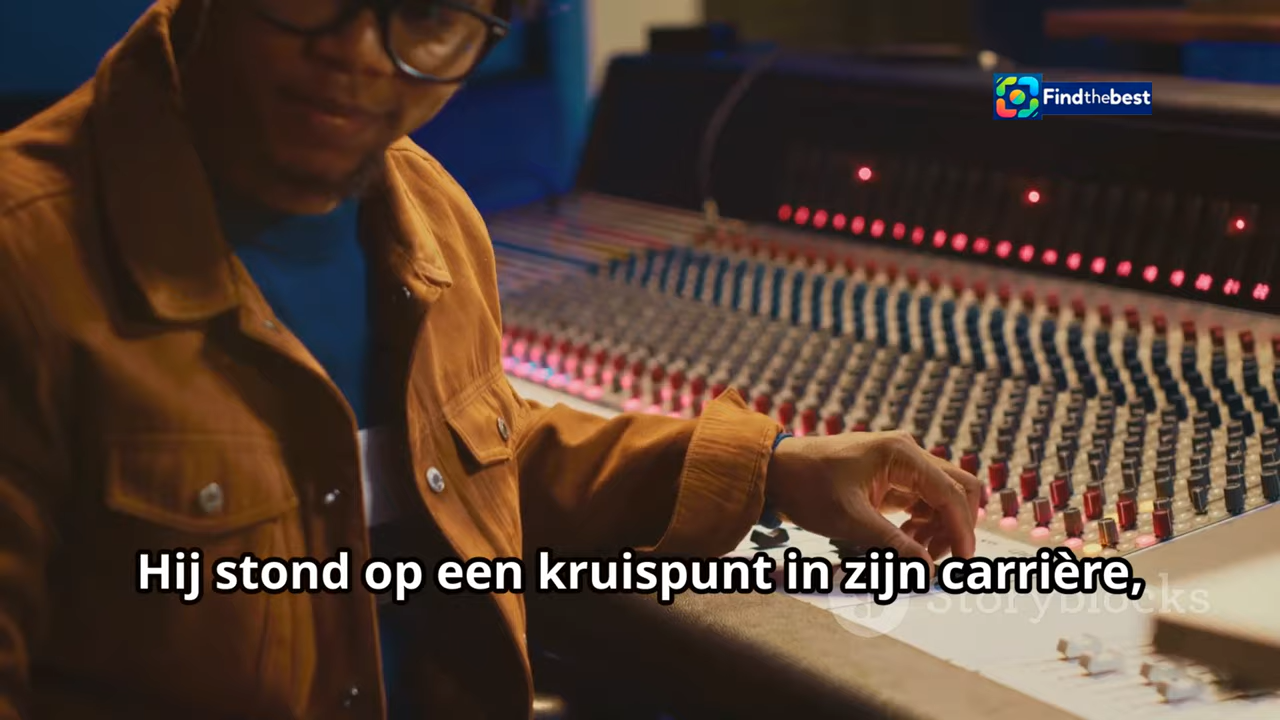 Findthebest
Hij stond op een kruispunt in zijn carrière,
Storyblocks